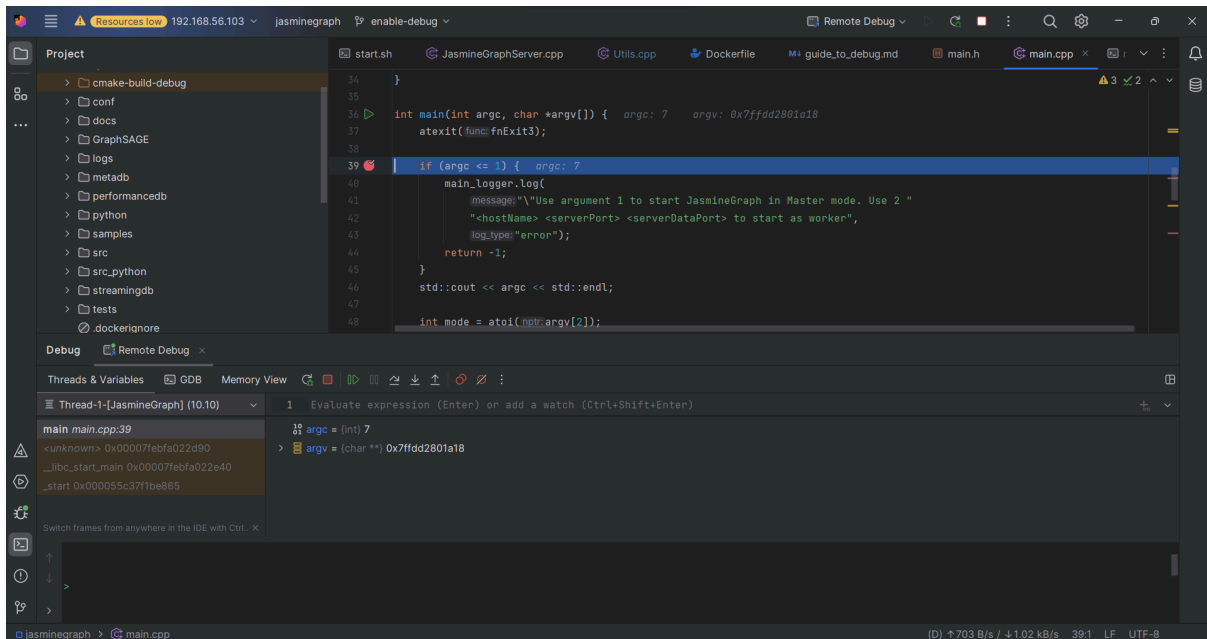 Resources low 192.168.56.103 jasminegraph enable-debug Remote Debug
Project
start.sh JasmineGraphServer.cpp Utils.cpp Dockerfile M↓ guide_to_debug.md main.h main.cpp
cmake-build-debug
conf
docs
GraphSAGE
logs
metadb
performancedb
python
samples
src
src_python
streamingdb
tests
.dockerignore
3 2
34 }
35
36 int main(int argc, char *argv[]) { argc: 7 argv: 0x7ffdd2801a18
37 atexit( func: fnExit3);
38
39 if (argc <= 1) { argc: 7
40 main_logger.log(
41 message: "\"Use argument 1 to start JasmineGraph in Master mode. Use 2 "
42 "<hostName> <serverPort> <serverDataPort> to start as worker",
43 log_type: "error");
44 return -1;
45 }
46 std::cout << argc << std::endl;
47
48 int mode = atoi( nptr: argv[2]);
Debug Remote Debug
Threads & Variables GDB Memory View
Thread-1-[JasmineGraph] (10.10)
1 Evaluate expression (Enter) or add a watch (Ctrl+Shift+Enter)
main main.cpp:39
<unknown> 0x00007febfa022d90
__libc_start_main 0x00007febfa022e40
_start 0x000055c37f1be865
argc = {int} 7
argv = {char **} 0x7ffdd2801a18
Switch frames from anywhere in the IDE with Ctrl..
>
jasminegraph > main.cpp
(D) ↑703 B/s / ↓1.02 kB/s 39:1 LF UTF-8